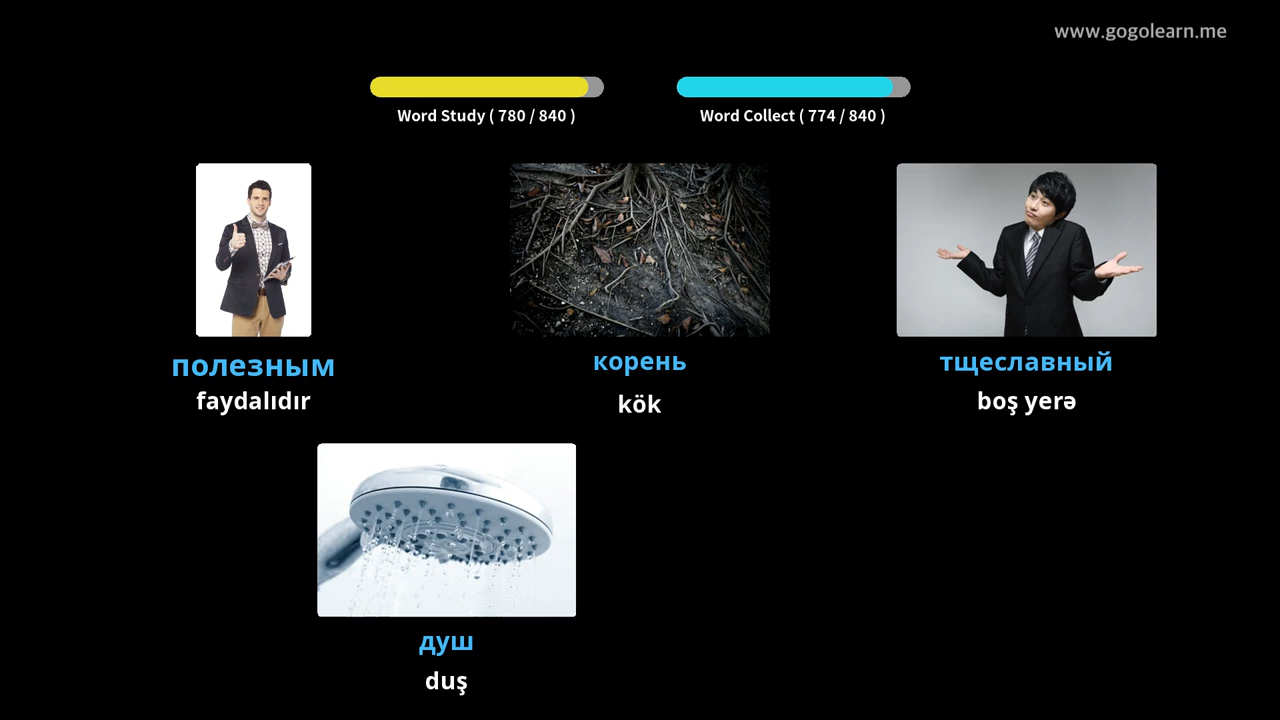 www.gogolearn.me
Word Study ( 780 / 840 )
Word Collect ( 774 / 840 )
полезным
faydalıdır
корень
kök
тщеславный
boş yerə
душ
duş